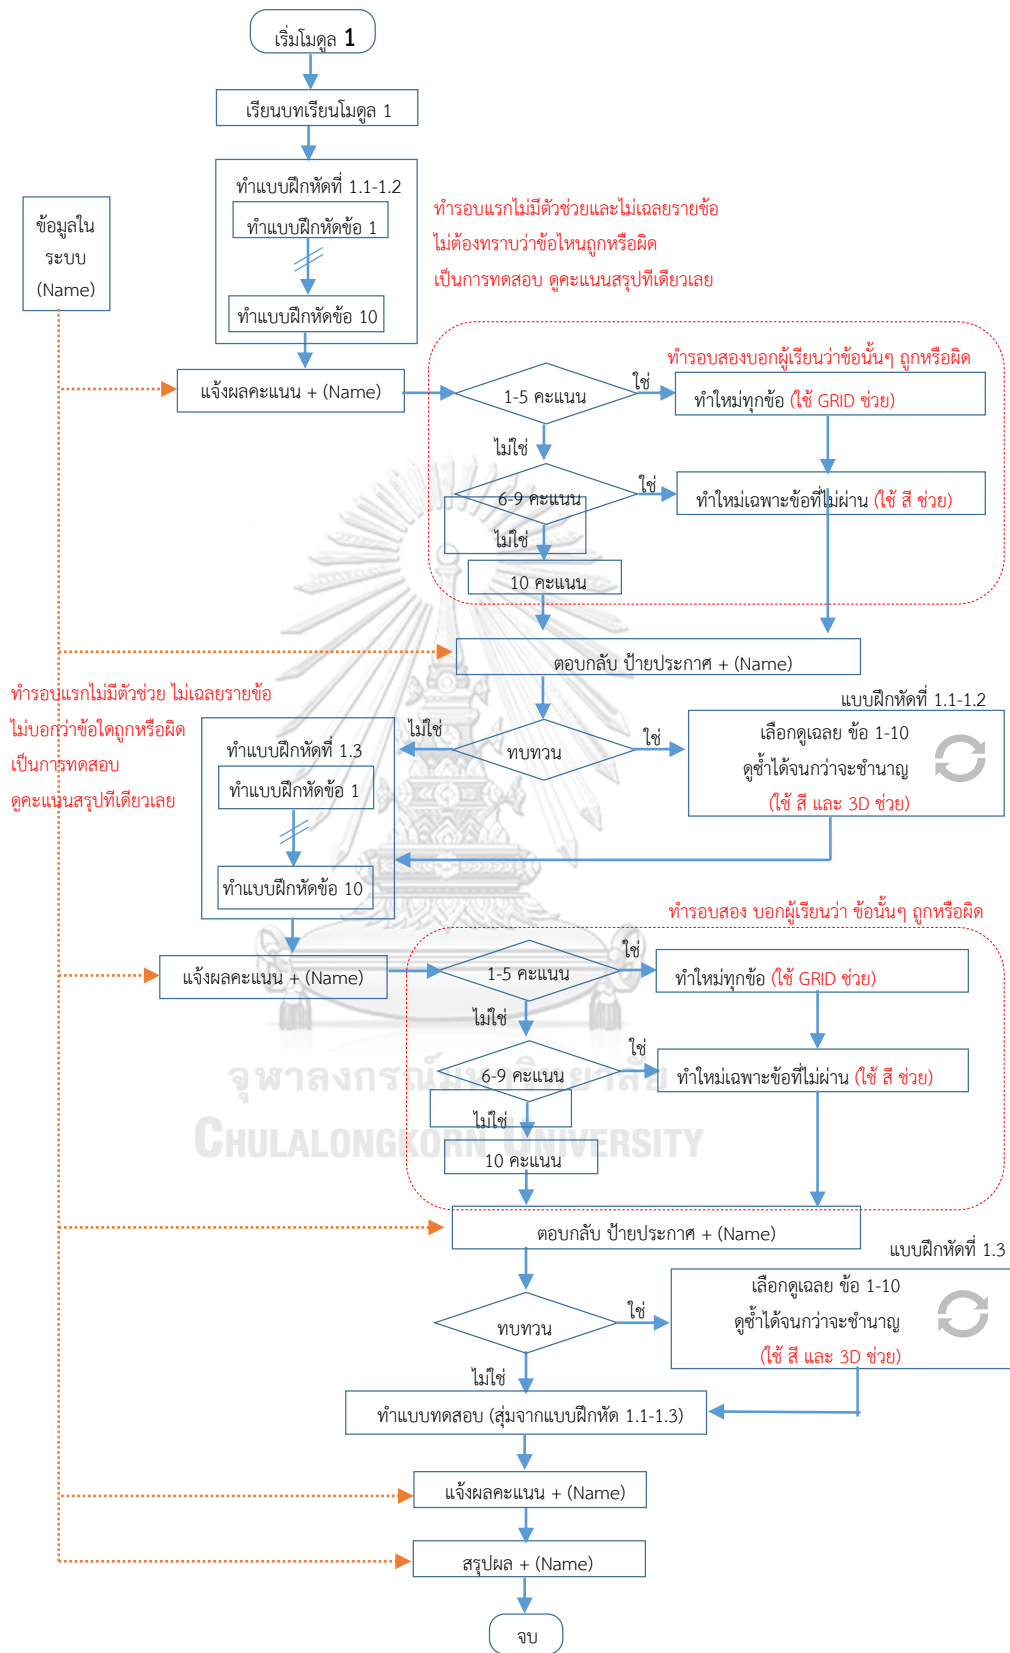 เริ่มโมดูล 1
เรียนบทเรียนโมดูล 1
ทำแบบฝึกหัดที่ 1.1-1.2
ทำแบบฝึกหัดข้อ 1
ทำแบบฝึกหัดข้อ 10
ข้อมูลใน
ระบบ
(Name)
ทำรอบแรกไม่มีตัวช่วยและไม่เฉลยรายข้อ
ไม่ต้องทราบว่าข้อไหนถูกหรือผิด
เป็นการทดสอบ ดูคะแนนสรุปทีเดียวเลย
ทำรอบสองบอกผู้เรียนว่าข้อนั้นๆ ถูกหรือผิด
แจ้งผลคะแนน + (Name)
1-5 คะแนน
ใช่
ทำใหม่ทุกข้อ (ใช้ GRID ช่วย)
ไม่ใช่
6-9 คะแนน
ใช่
ทำใหม่เฉพาะข้อที่ไม่ผ่าน (ใช้ สี ช่วย)
ไม่ใช่
10 คะแนน
ตอบกลับ ป้ายประกาศ + (Name)
ทำรอบแรกไม่มีตัวช่วย ไม่เฉลยรายข้อ
ไม่บอกว่าข้อใดถูกหรือผิด
เป็นการทดสอบ
ดูคะแนนสรุปทีเดียวเลย
ทบทวน
ใช่
ไม่ใช่
แบบฝึกหัดที่ 1.1-1.2
เลือกดูเฉลย ข้อ 1-10
ดูซ้ำได้จนกว่าจะชำนาญ
(ใช้ สี และ 3D ช่วย)
ทำแบบฝึกหัดที่ 1.3
ทำแบบฝึกหัดข้อ 1
ทำแบบฝึกหัดข้อ 10
ทำรอบสอง บอกผู้เรียนว่า ข้อนั้นๆ ถูกหรือผิด
แจ้งผลคะแนน + (Name)
1-5 คะแนน
ใช่
ทำใหม่ทุกข้อ (ใช้ GRID ช่วย)
ไม่ใช่
6-9 คะแนน
ใช่
ทำใหม่เฉพาะข้อที่ไม่ผ่าน (ใช้ สี ช่วย)
จุฬาลงกรณ์มหาวิทยาลัย
CHULALONGKORN UNIVERSITY
ไม่ใช่
10 คะแนน
ตอบกลับ ป้ายประกาศ + (Name)
แบบฝึกหัดที่ 1.3
เลือกดูเฉลย ข้อ 1-10
ดูซ้ำได้จนกว่าจะชำนาญ
(ใช้ สี และ 3D ช่วย)
ทบทวน
ใช่
ไม่ใช่
ทำแบบทดสอบ (สุ่มจากแบบฝึกหัด 1.1-1.3)
แจ้งผลคะแนน + (Name)
สรุปผล + (Name)
จบ